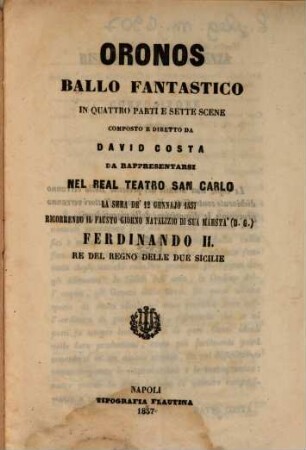 ORONOS
BALLO FANTASTICO
IN QUATTRO PARTI E SETTE SCENE
COMPOSTO E DIRETTO DA
DAVID COSTA
DA RAPPRESENTARSI
NEL REAL TEATRO SAN CARLO
LA SERA DE' 12 GENNAJO 1857
RICORRENDO IL FAUSTO GIORNO NATALIZIO DI SUA MAESTA' (D. G.)
FERDINANDO II.
RE DEL REGNO DELLE DUE SICILIE
NAPOLI
TIPOGRAFIA FLAUTINA
1857